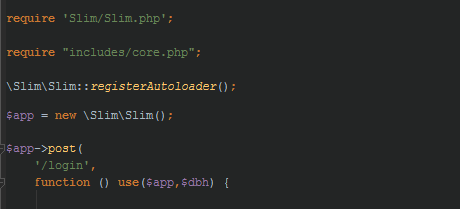 require 'Slim/Slim.php';
require "includes/core.php";
\Slim\Slim::registerAutoloader();
$app = new \Slim\Slim();
$app->post(
'/login',
function () use($app,$dbh) {